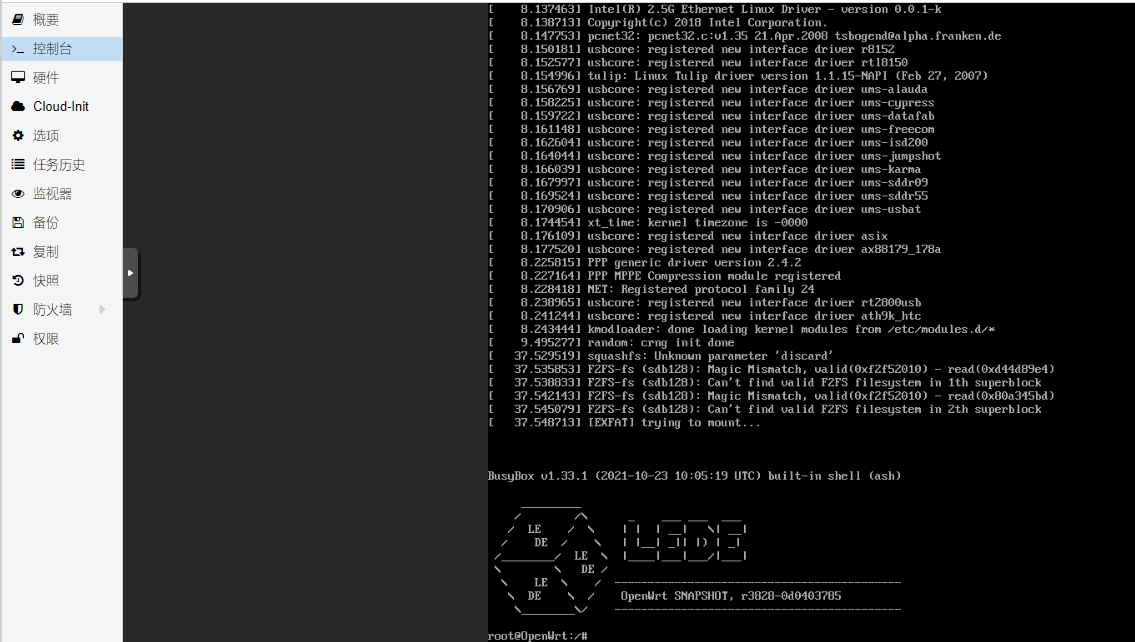 概要
控制台
硬件
Cloud-Init
选项
任务历史
监视器
备份
复制
快照
防火墙
权限
[    8.137463] Intel(R) 2.5G Ethernet Linux Driver - version 0.0.1-k
[    8.138713] Copyright(c) 2018 Intel Corporation.
[    8.147753] pcnet32: pcnet32.c:v1.35 21.Apr.2008 tsbogend@alpha.franken.de
[    8.150181] usbcore: registered new interface driver r8152
[    8.152577] usbcore: registered new interface driver rtl8150
[    8.154996] tulip: Linux Tulip driver version 1.1.15-NAPI (Feb 27, 2007)
[    8.156769] usbcore: registered new interface driver ums-alauda
[    8.158225] usbcore: registered new interface driver ums-cypress
[    8.159722] usbcore: registered new interface driver ums-datafab
[    8.161148] usbcore: registered new interface driver ums-freecom
[    8.162604] usbcore: registered new interface driver ums-isd200
[    8.164044] usbcore: registered new interface driver ums-jumpshot
[    8.166039] usbcore: registered new interface driver ums-karma
[    8.167997] usbcore: registered new interface driver ums-sddr09
[    8.169524] usbcore: registered new interface driver ums-sddr55
[    8.170906] usbcore: registered new interface driver ums-usbat
[    8.174454] xt_time: kernel timezone is -0000
[    8.176109] usbcore: registered new interface driver asix
[    8.177520] usbcore: registered new interface driver ax88179_178a
[    8.225815] PPP generic driver version 2.4.2
[    8.227164] PPP MPPE Compression module registered
[    8.228418] NET: Registered protocol family 24
[    8.238965] usbcore: registered new interface driver rt2800usb
[    8.241244] usbcore: registered new interface driver ath9k_htc
[    8.243444] kmodloader: done loading kernel modules from /etc/modules.d/*
[    9.495277] random: crng init done
[   37.529519] squashfs: Unknown parameter 'discard'
[   37.535853] F2FS-fs (sdb128): Magic Mismatch, valid(0xf2f52010) - read(0xd44d89e4)
[   37.538833] F2FS-fs (sdb128): Can't find valid F2FS filesystem in 1th superblock
[   37.542143] F2FS-fs (sdb128): Magic Mismatch, valid(0xf2f52010) - read(0x80a345bd)
[   37.545079] F2FS-fs (sdb128): Can't find valid F2FS filesystem in 2th superblock
[   37.548713] [EXFAT] trying to mount...
BusyBox v1.33.1 (2021-10-23 10:05:19 UTC) built-in shell (ash)
LE
DE
LEDE
LE
DE
LE
DE
OpenWrt SNAPSHOT, r3828-0d0403785
root@OpenWrt:/#